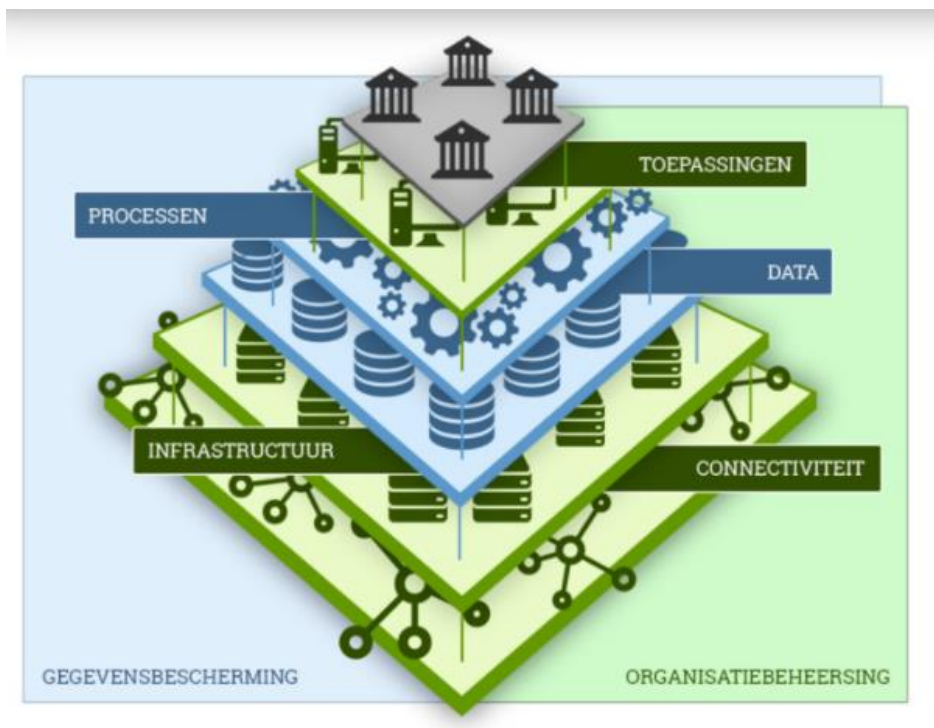 TOEPASSINGEN
PROCESSEN
DATA
INFRASTRUCTUUR
CONNECTIVITEIT
GEGEVENSBESCHERMING
ORGANISATIEBEHEERSING